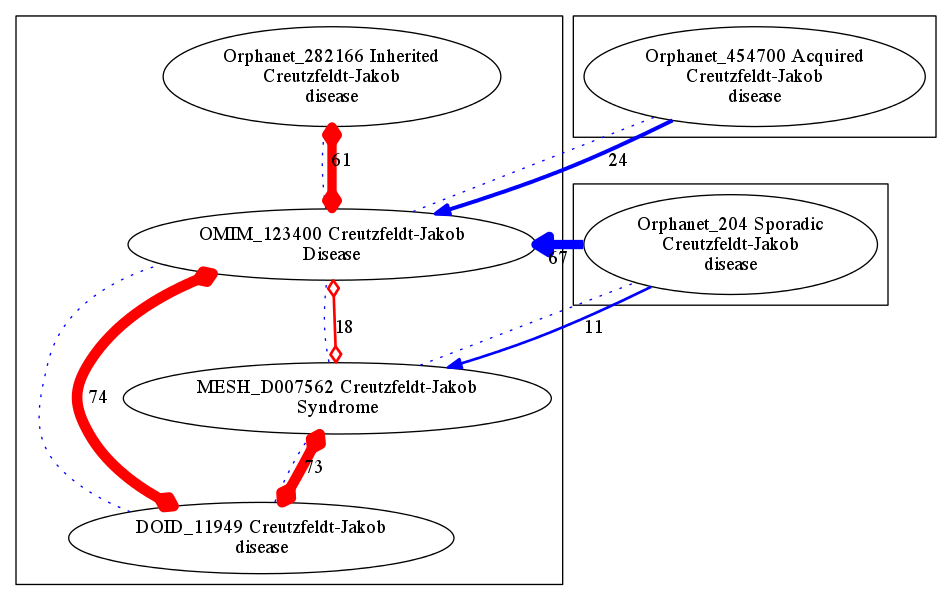 Orphanet_282166 Inherited
Creutzfeldt-Jakob
disease
Orphanet_454700 Acquired
Creutzfeldt-Jakob
disease
61
24
OMIM_123400 Creutzfeldt-Jakob
Disease
Orphanet_204 Sporadic
Creutzfeldt-Jakob
disease
67
18
11
MESH_D007562 Creutzfeldt-Jakob
Syndrome
74
73
DOID_11949 Creutzfeldt-Jakob
disease